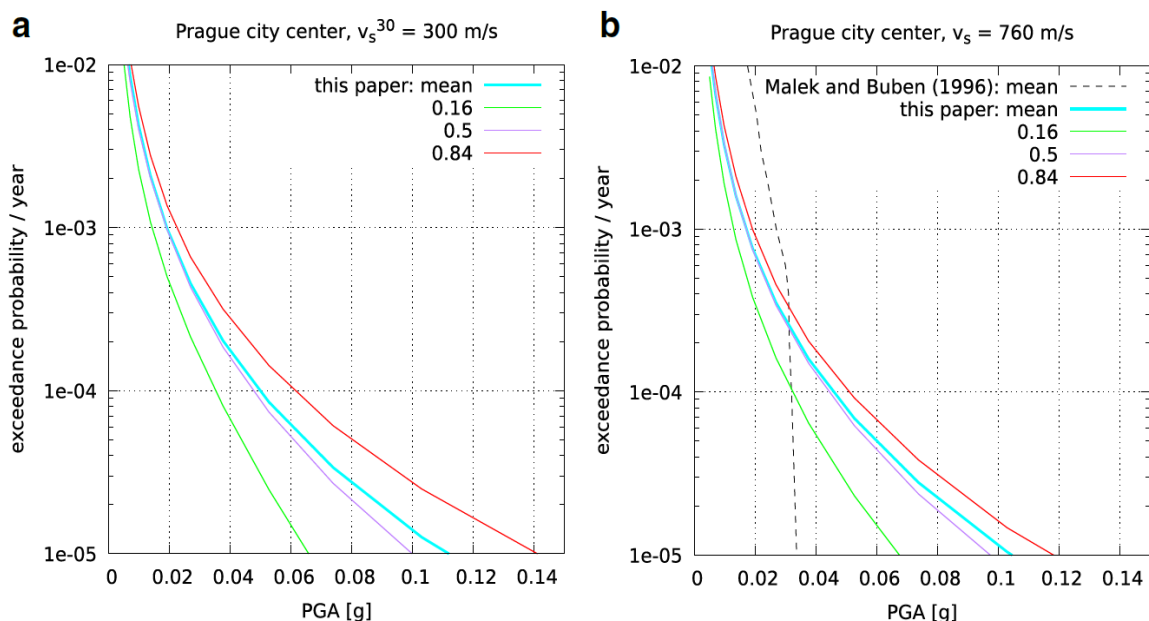 a
Prague city center, vs30 = 300 m/s
this paper: mean
0.16
0.5
0.84
1e-02
1e-03
1e-04
1e-05
exceedance probability / year
0 0.02 0.04 0.06 0.08 0.1 0.12 0.14
PGA [g]
b
Prague city center, vs = 760 m/s
Malek and Buben (1996): mean
this paper: mean
0.16
0.5
0.84
1e-02
1e-03
1e-04
1e-05
exceedance probability / year
0 0.02 0.04 0.06 0.08 0.1 0.12 0.14
PGA [g]